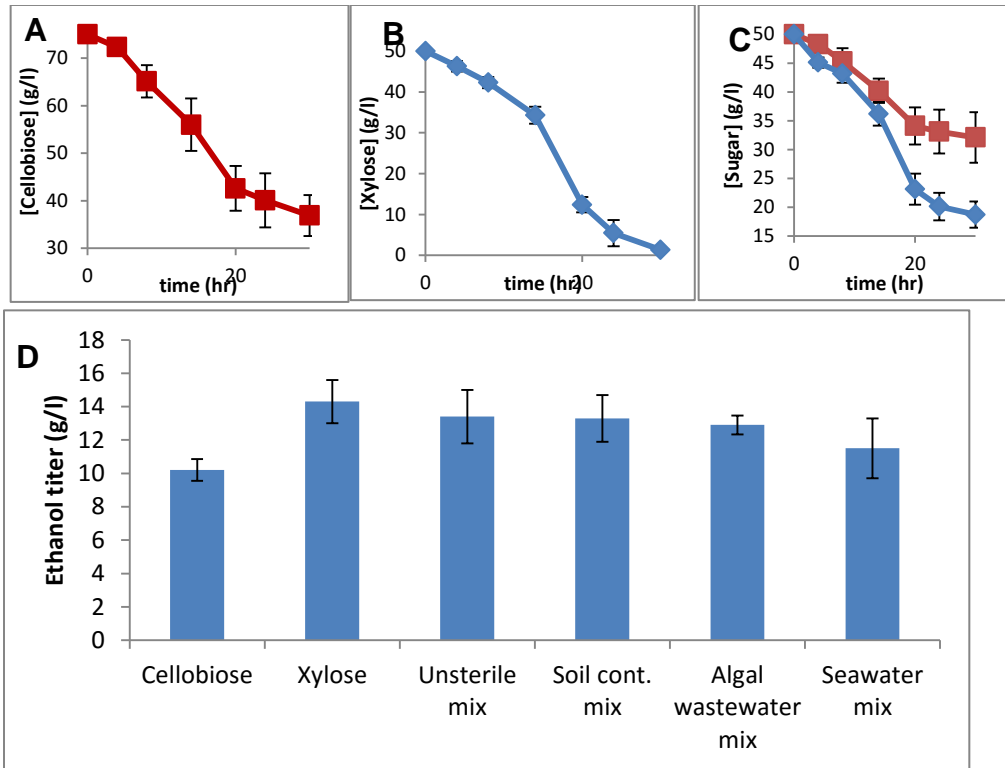 A
[Cellobiose] (g/l)
70
60
50
40
30
0
20
time (hr)
B
[Xylose] (g/l)
50
40
30
20
10
0
0
20
time (hr)
C
[Sugar] (g/l)
50
45
40
35
30
25
20
15
0
20
time (hr)
D
Ethanol titer (g/l)
18
16
14
12
10
8
6
4
2
0
Cellobiose
Xylose
Unsterile
mix
Soil cont.
mix
Algal
wastewater
mix
Seawater
mix